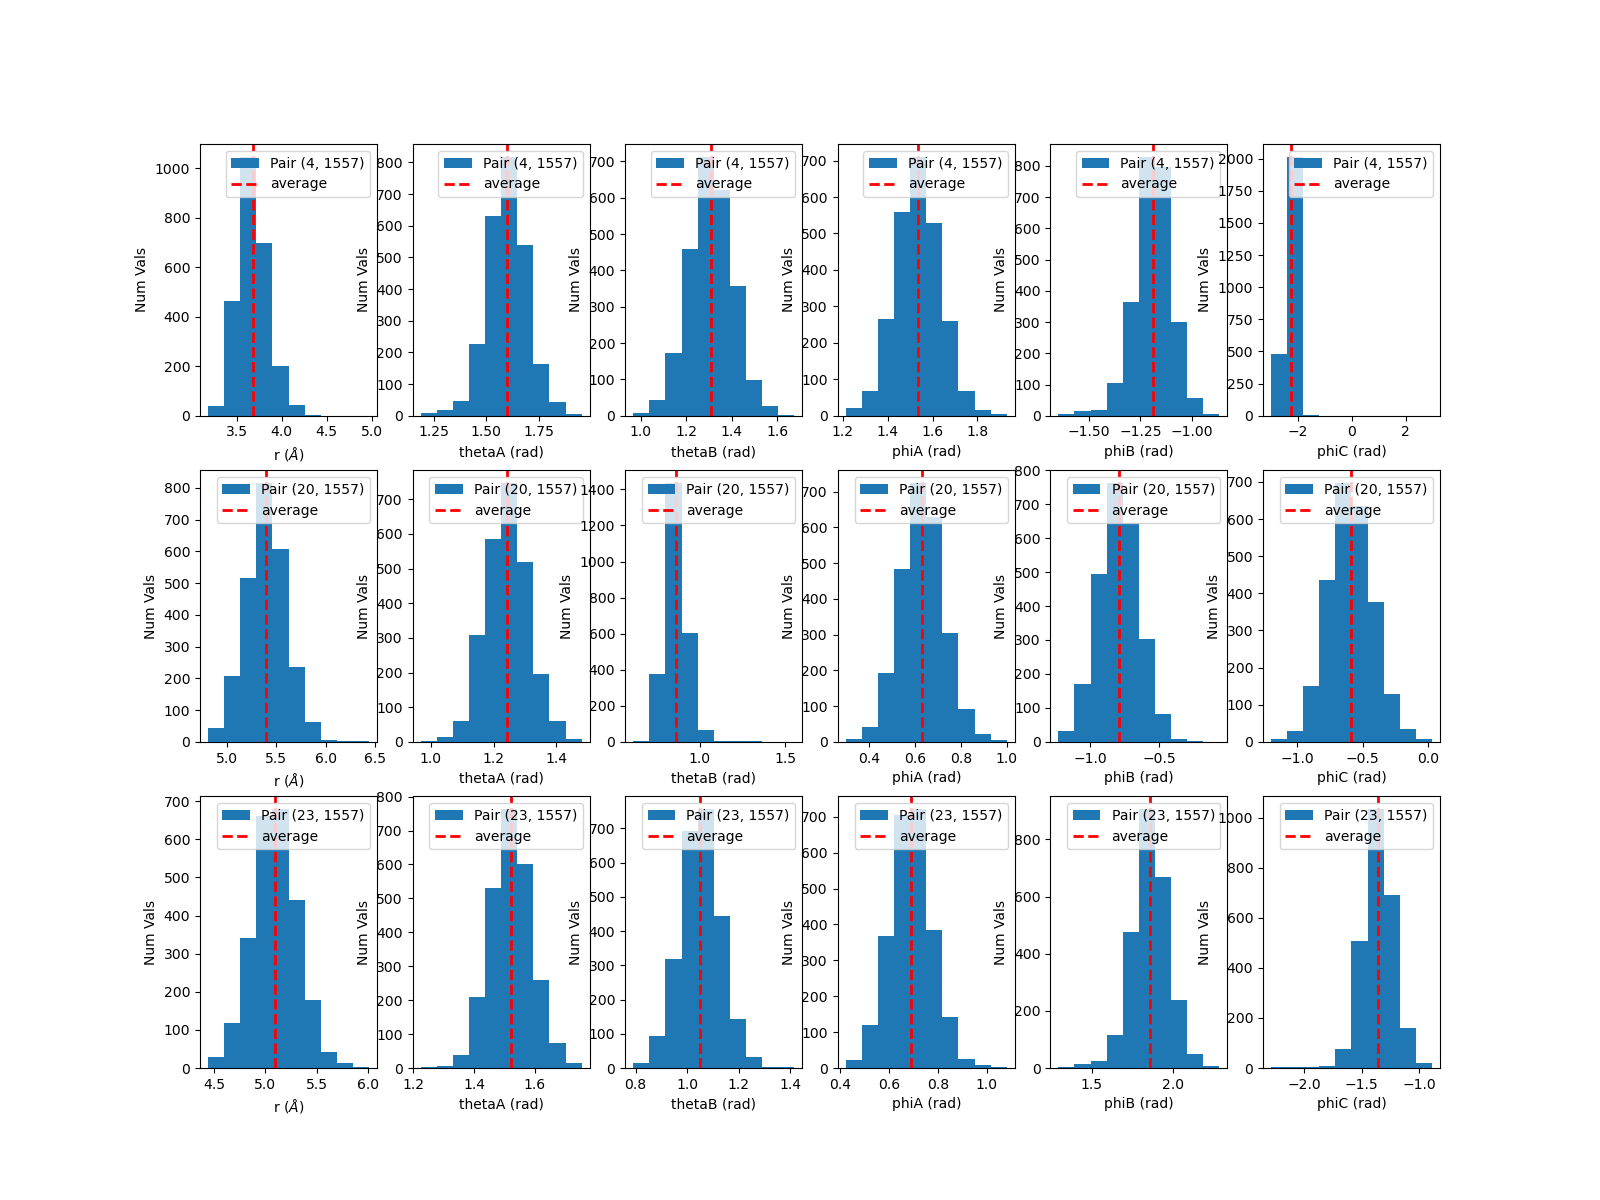 Pair (4, 1557)
average
Num Vals
1000
800
600
400
200
0
3.5 4.0 4.5 5.0
r (Å)
Pair (4, 1557)
average
Num Vals
800
700
600
500
400
300
200
100
0
1.25 1.50 1.75
thetaA (rad)
Pair (4, 1557)
average
700
600
500
400
300
200
100
0
1.0 1.2 1.4 1.6
thetaB (rad)
Pair (4, 1557)
average
Num Vals
700
600
500
400
300
200
100
0
1.2 1.4 1.6 1.8
phiA (rad)
Pair (4, 1557)
average
Num Vals
800
700
600
500
400
300
200
100
0
−1.50 −1.25 −1.00
phiB (rad)
Pair (4, 1557)
average
Num Vals
2000
1750
1500
1250
1000
750
500
250
0
−2 0 2
phiC (rad)
Pair (20, 1557)
average
Num Vals
800
700
600
500
400
300
200
100
0
5.0 5.5 6.0 6.5
r (Å)
Pair (20, 1557)
average
Num Vals
700
600
500
400
300
200
100
0
1.0 1.2 1.4
thetaA (rad)
Pair (20, 1557)
average
Num Vals
1400
1200
1000
800
600
400
200
0
1.0 1.5
thetaB (rad)
Pair (20, 1557)
average
Num Vals
700
600
500
400
300
200
100
0
0.4 0.6 0.8 1.0
phiA (rad)
Pair (20, 1557)
average
Num Vals
800
700
600
500
400
300
200
100
0
−1.0 −0.5
phiB (rad)
Pair (20, 1557)
average
Num Vals
700
600
500
400
300
200
100
0
−1.0 −0.5 0.0
phiC (rad)
Pair (23, 1557)
average
Num Vals
700
600
500
400
300
200
100
0
4.5 5.0 5.5 6.0
r (Å)
Pair (23, 1557)
average
Num Vals
800
700
600
500
400
300
200
100
0
1.2 1.4 1.6
thetaA (rad)
Pair (23, 1557)
average
Num Vals
700
600
500
400
300
200
100
0
0.8 1.0 1.2 1.4
thetaB (rad)
Pair (23, 1557)
average
Num Vals
700
600
500
400
300
200
100
0
0.4 0.6 0.8 1.0
phiA (rad)
Pair (23, 1557)
average
800
600
400
200
0
1.5 2.0
phiB (rad)
Pair (23, 1557)
average
Num Vals
1000
800
600
400
200
0
−2.0 −1.5 −1.0
phiC (rad)